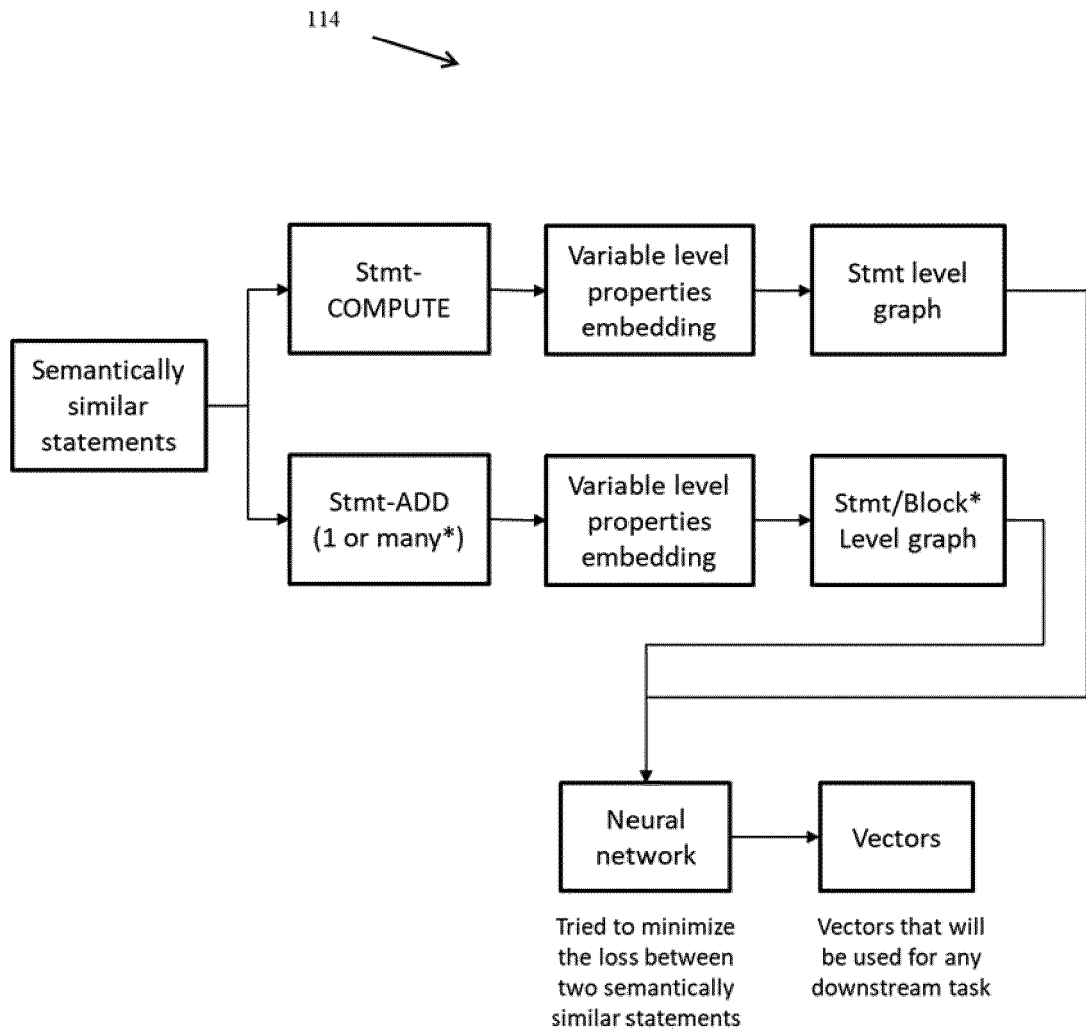 114
Semantically
similar
statements
Stmt-
COMPUTE
Variable level
properties
embedding
Stmt level
graph
Stmt-ADD
(1 or many*)
Variable level
properties
embedding
Stmt/Block*
Level graph
Neural
network
Vectors
Tried to minimize
the loss between
two semantically
similar statements
Vectors that will
be used for any
downstream task